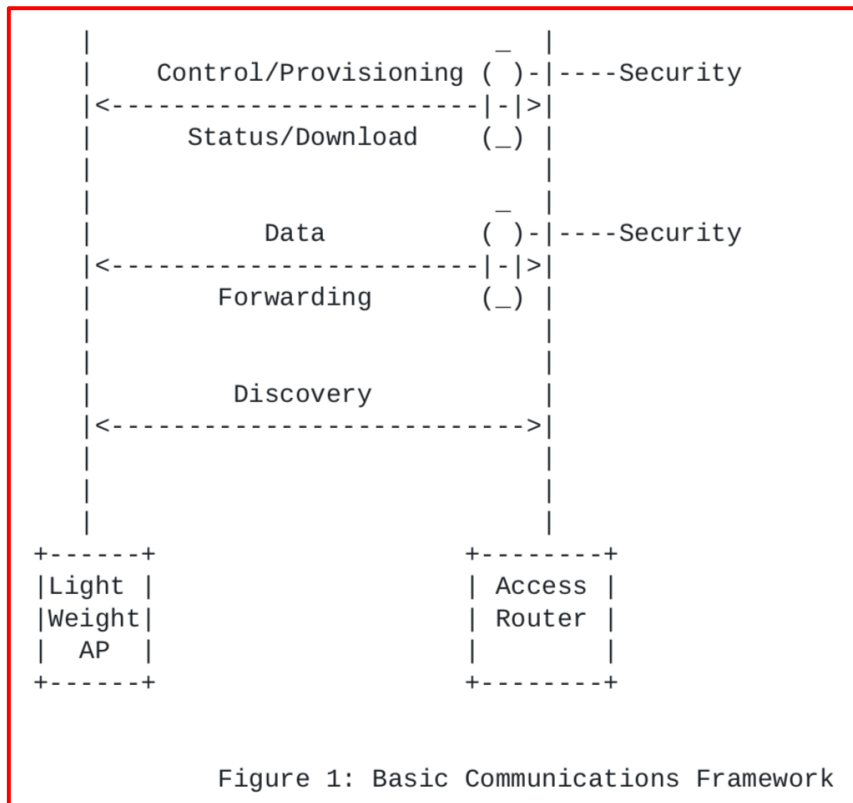 Control/Provisioning ( )-|----Security
|<------------------------|-|>|
Status/Download (_)
Data ( )-|----Security
|<------------------------|-|>|
Forwarding (_)
Discovery
|<--------------------------->|
+------+ +--------+
|Light | | Access |
|Weight| | Router |
| AP | | |
+------+ +--------+
Figure 1: Basic Communications Framework